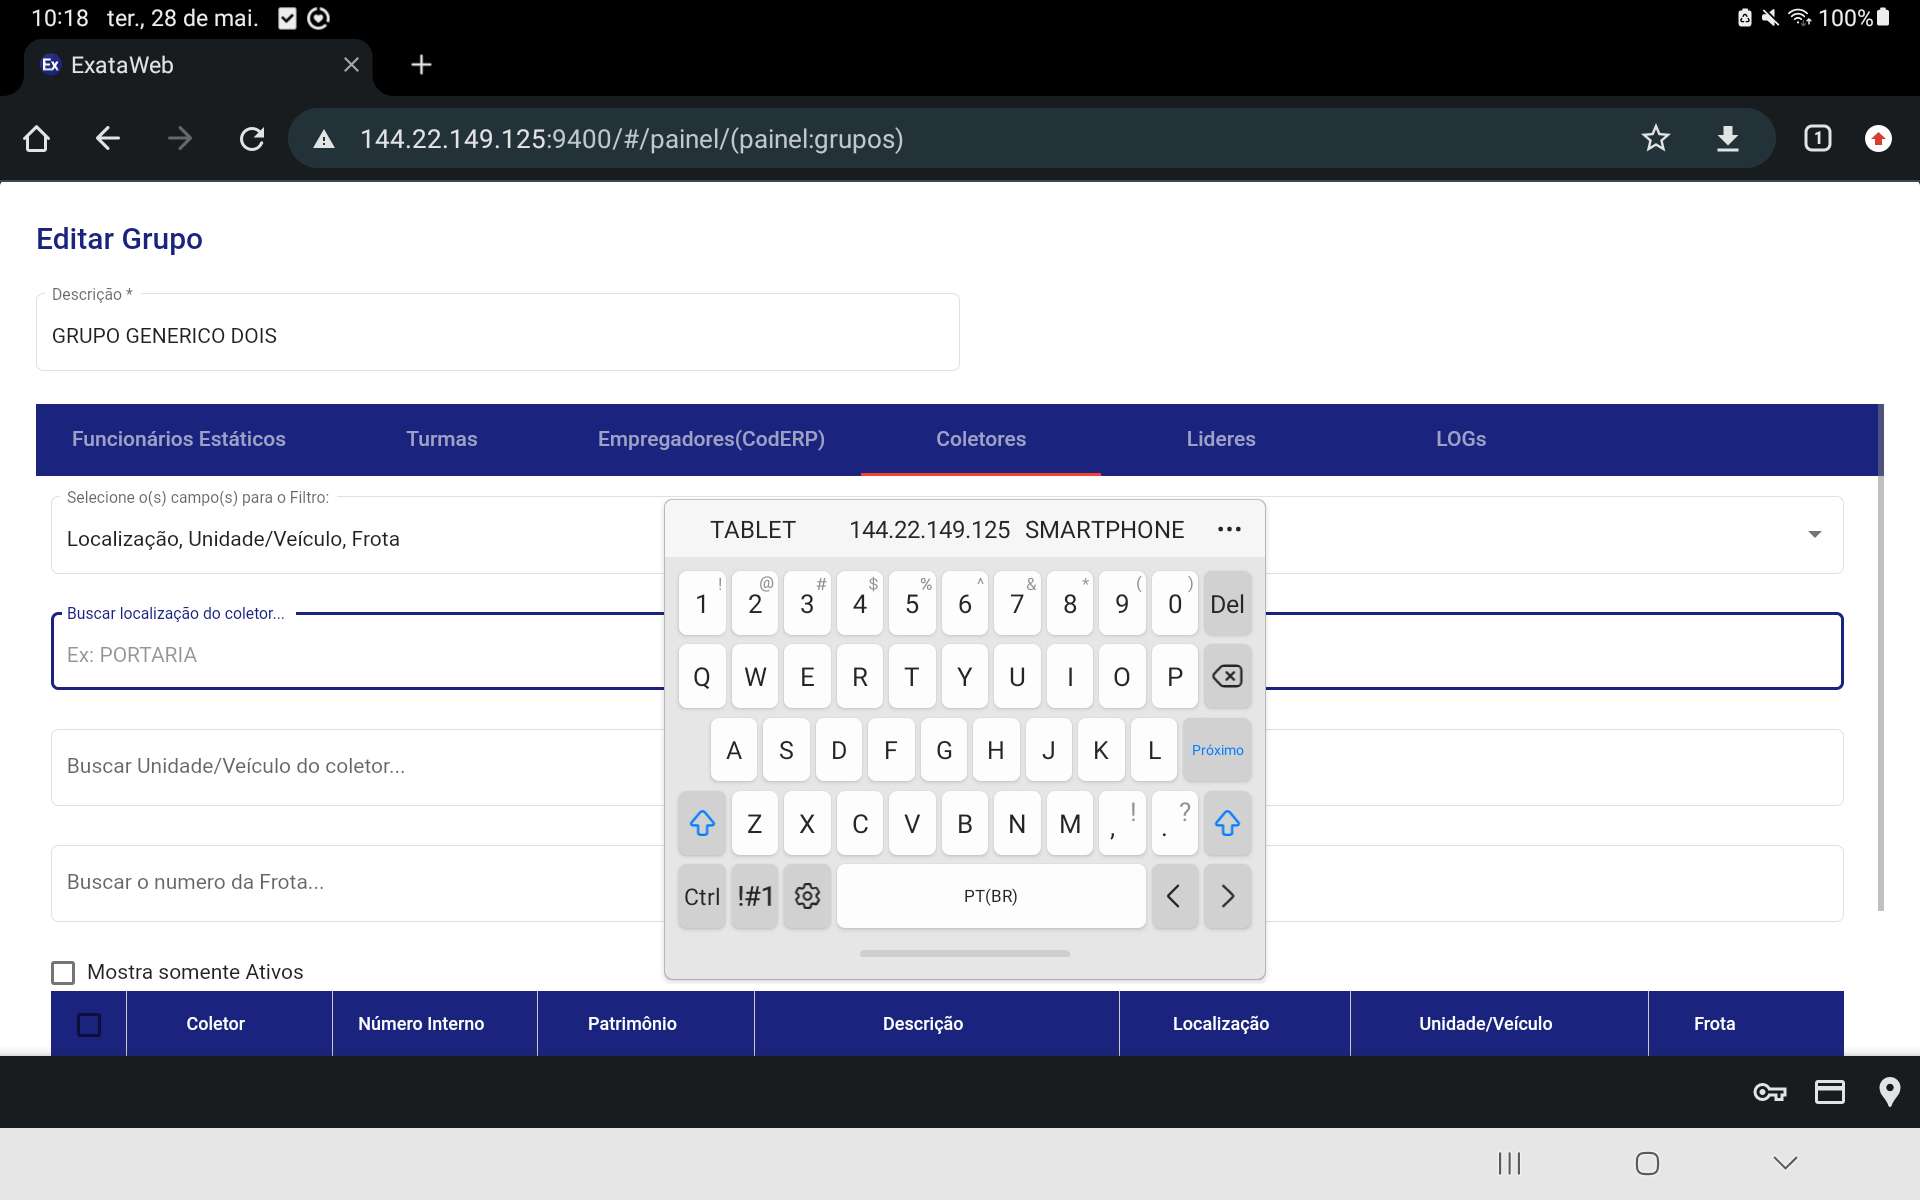 10:18 ter., 28 de mai. 100%
Ex ExataWeb
144.22.149.125:9400/#/painel/(painel:grupos) 1
Editar Grupo
Descrição *
GRUPO GENERICO DOIS
Funcionários Estáticos Turmas Empregadores(CodERP) Coletores Lideres LOGs
Selecione o(s) campo(s) para o Filtro:
Localização, Unidade/Veículo, Frota
TABLET 144.22.149.125 SMARTPHONE ...
! @ # $ % ^ & * ( )
1 2 3 4 5 6 7 8 9 0 Del
Buscar localização do coletor...
Ex: PORTARIA
Q W E R T Y U I O P
A S D F G H J K L Próximo
Buscar Unidade/Veículo do coletor...
Z X C V B N M , ! . ?
Buscar o numero da Frota...
Ctrl !#1 PT(BR) < >
Mostra somente Ativos
Coletor Número Interno Patrimônio Descrição Localização Unidade/Veículo Frota